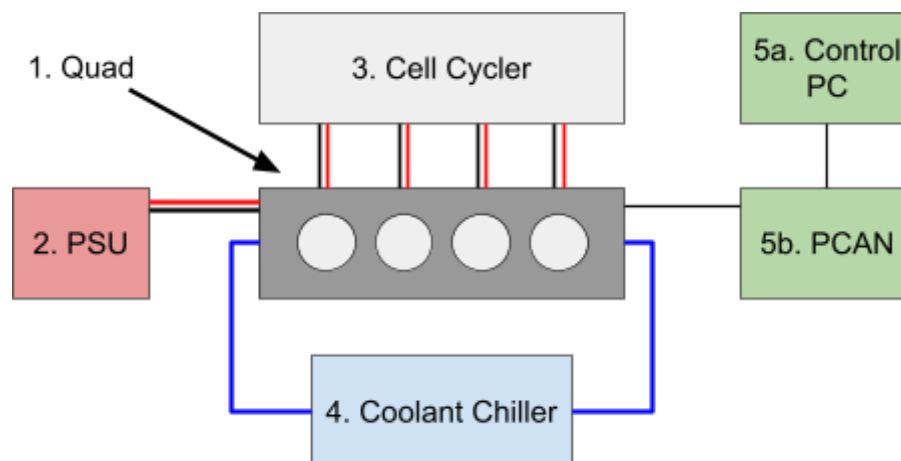 1. Quad
3. Cell Cycler
5a. Control
PC
2. PSU
5b. PCAN
4. Coolant Chiller